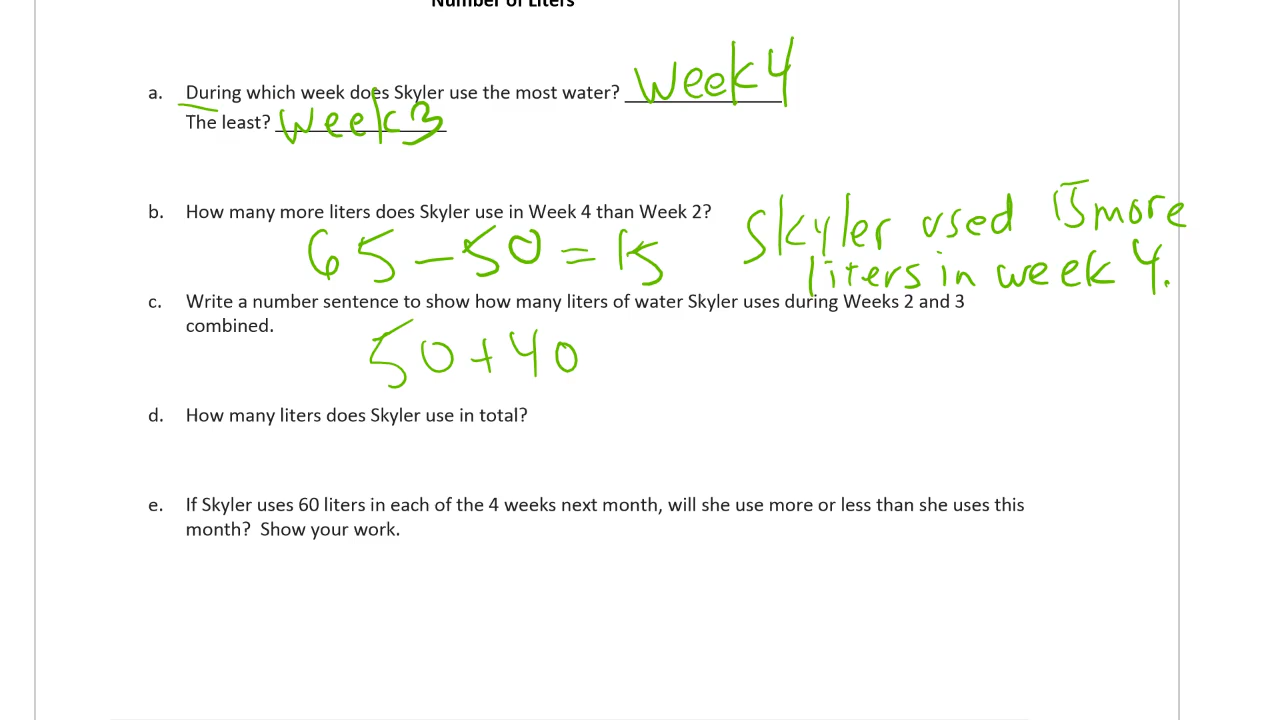 Number of Liters
a. During which week does Skyler use the most water? week 4
The least? week 3
b. How many more liters does Skyler use in Week 4 than Week 2?
Skyler used 15 more
65 - 50 = 15
liters in week 4.
c. Write a number sentence to show how many liters of water Skyler uses during Weeks 2 and 3
combined.
50 + 40
d. How many liters does Skyler use in total?
e. If Skyler uses 60 liters in each of the 4 weeks next month, will she use more or less than she uses this
month? Show your work.